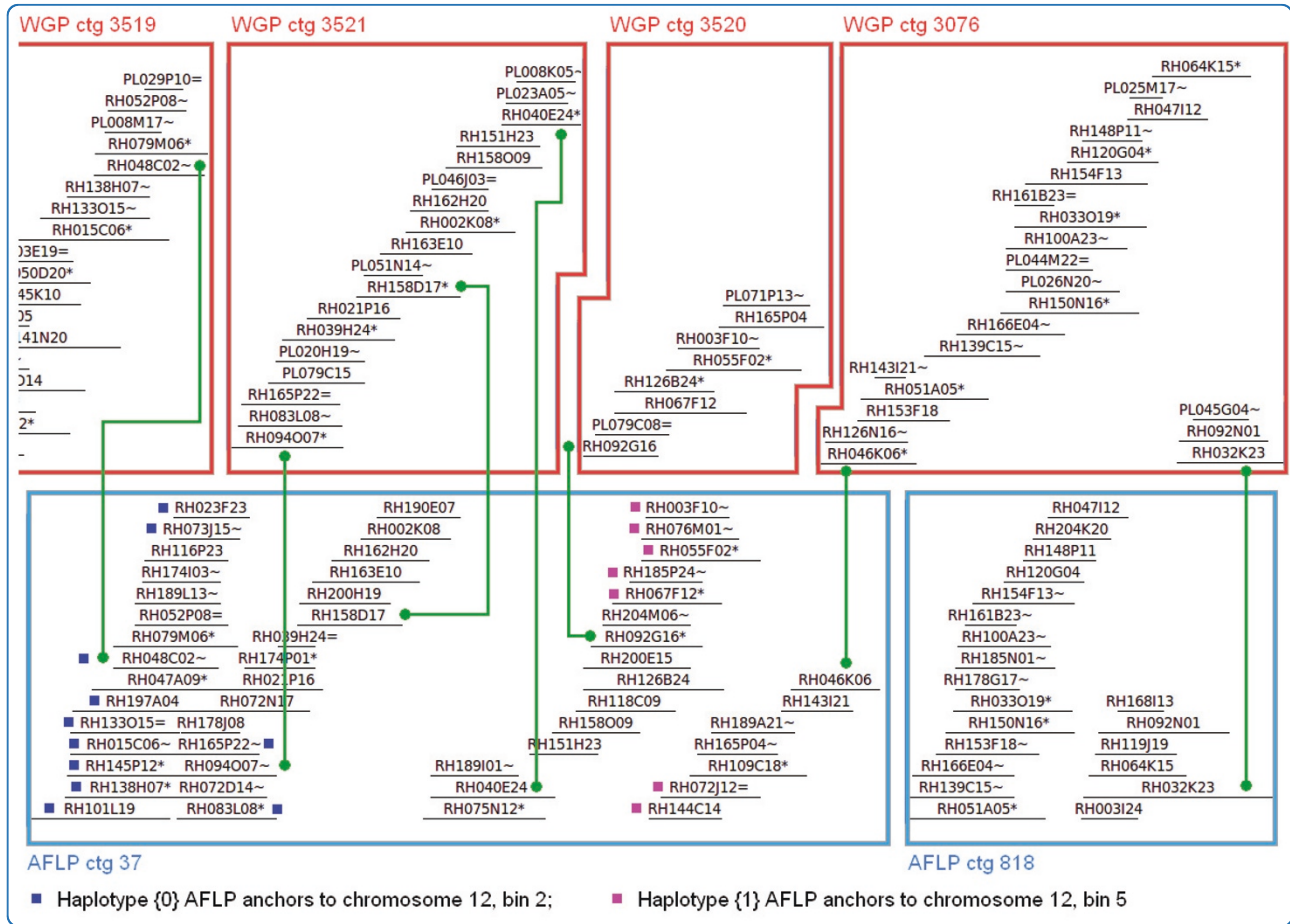 WGP ctg 3519
WGP ctg 3521
WGP ctg 3520
WGP ctg 3076
PL029P10=
RH052P08~
PL008M17~
RH079M06*
RH048C02~
RH138H07~
RH133O15~
RH015C06*
03E19=
050D20*
45K10
05
141N20
~
O14
2*
PL008K05~
PL023A05~
RH040E24*
RH151H23
RH158O09
PL046J03=
RH162H20
RH002K08*
RH163E10
PL051N14~
RH158D17*
RH021P16
RH039H24*
PL020H19~
PL079C15
RH165P22=
RH083L08~
RH094O07*
PL071P13~
RH165P04
RH003F10~
RH055F02*
RH126B24*
RH067F12
PL079C08=
RH092G16
RH064K15*
PL025M17~
RH047I12
RH148P11~
RH120G04*
RH154F13
RH161B23=
RH033O19*
RH100A23~
PL044M22=
PL026N20~
RH150N16*
RH166E04~
RH139C15~
RH143I21~
RH051A05*
RH153F18
RH126N16~
RH046K06*
PL045G04~
RH092N01
RH032K23
RH023F23
RH073J15~
RH116P23
RH174I03~
RH189L13~
RH052P08=
RH079M06*
RH048C02~
RH047A09*
RH197A04
RH133O15=
RH015C06~
RH145P12*
RH138H07*
RH101L19
RH190E07
RH002K08
RH162H20
RH163E10
RH200H19
RH158D17
RH039H24=
RH174P01*
RH021P16
RH072N17
RH178J08
RH165P22~
RH094O07~
RH072D14~
RH083L08*
RH189I01~
RH040E24
RH075N12*
RH003F10~
RH076M01~
RH055F02*
RH185P24~
RH067F12*
RH204M06~
RH092G16*
RH200E15
RH126B24
RH118C09
RH158O09
RH151H23
RH046K06
RH143I21
RH189A21~
RH165P04~
RH109C18*
RH072J12=
RH144C14
RH047I12
RH204K20
RH148P11
RH120G04
RH154F13~
RH161B23~
RH100A23~
RH185N01~
RH178G17~
RH033O19*
RH150N16*
RH153F18~
RH166E04~
RH139C15~
RH051A05*
RH168I13
RH092N01
RH119J19
RH064K15
RH032K23
RH003I24
AFLP ctg 37
AFLP ctg 818
Haplotype {0} AFLP anchors to chromosome 12, bin 2;
Haplotype {1} AFLP anchors to chromosome 12, bin 5